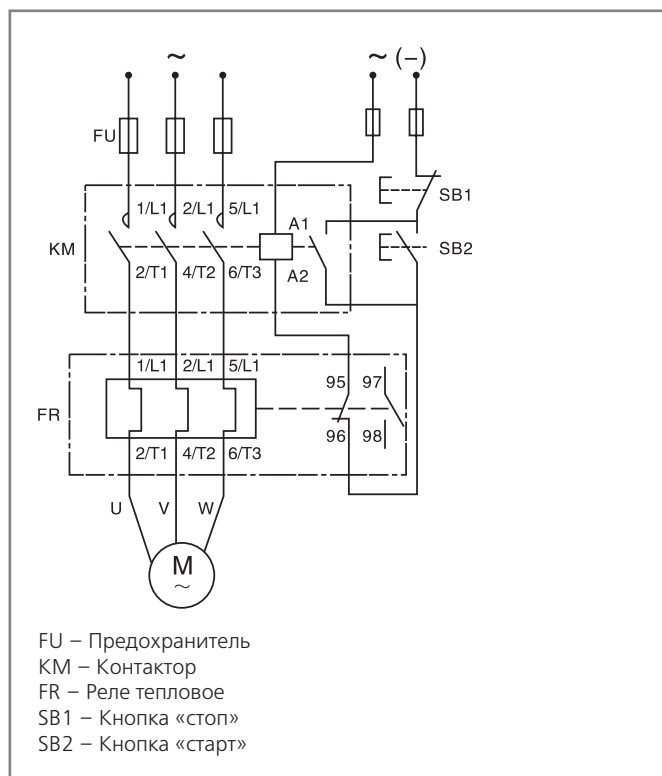 ~ ~ (–)
FU
SB1
1/L1 2/L1 5/L1 A1
KM SB2
2/T1 4/T2 6/T3 A2
1/L1 2/L1 5/L1
95 97
FR
96 98
2/T1 4/T2 6/T3
U V W
M
~
FU – Предохранитель
КМ – Контактор
FR – Реле тепловое
SB1 – Кнопка «стоп»
SB2 – Кнопка «старт»